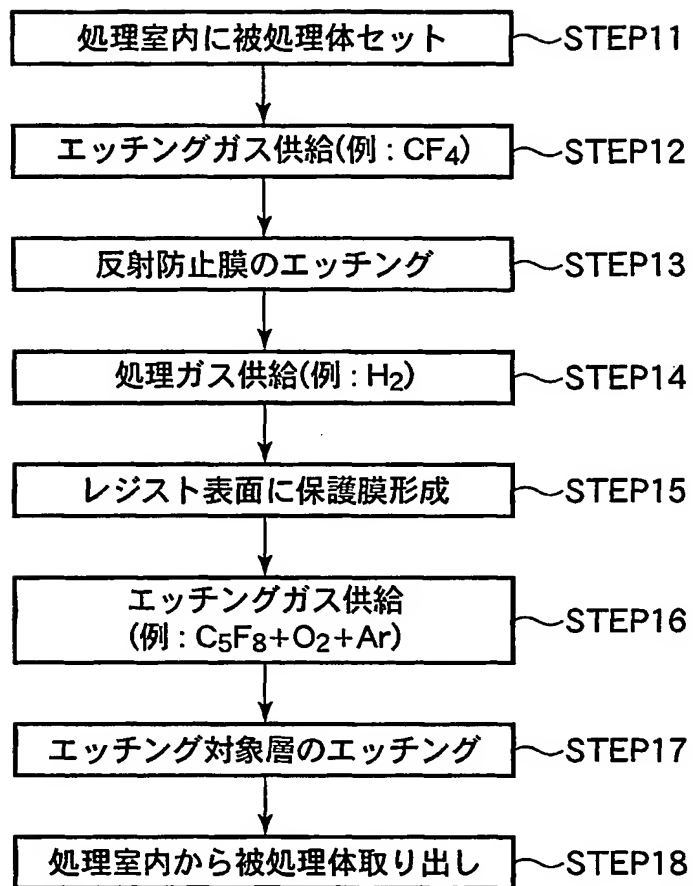 処理室内に被処理体セット STEP11
エッチングガス供給(例：CF4) STEP12
反射防止膜のエッチング STEP13
処理ガス供給(例：H2) STEP14
レジスト表面に保護膜形成 STEP15
エッチングガス供給
(例：C5F8+O2+Ar) STEP16
エッチング対象層のエッチング STEP17
処理室内から被処理体取り出し STEP18